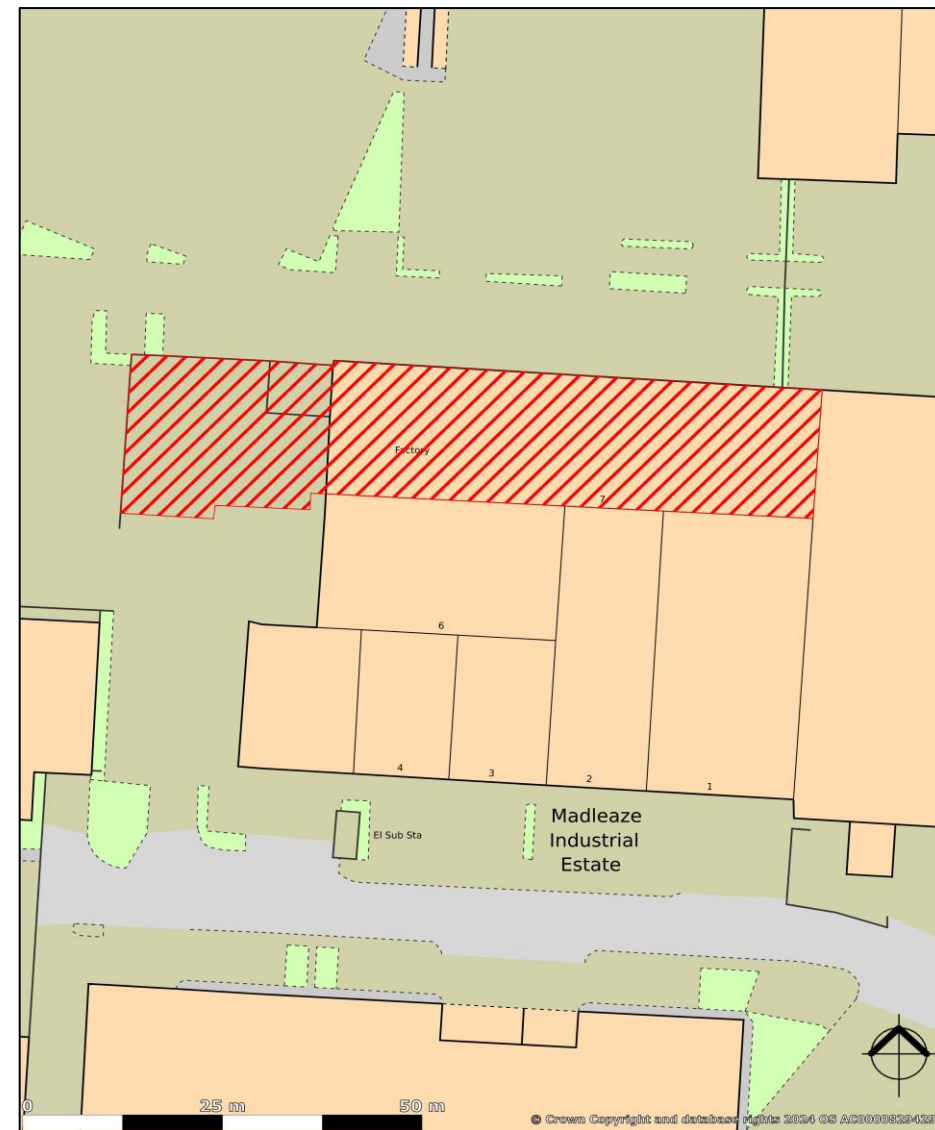 Factory
7
6
4
3
2
1
El Sub Sta
Madleaze
Industrial
Estate
0
25 m
50 m
© Crown Copyright and database rights 2024 OS AC0000829429